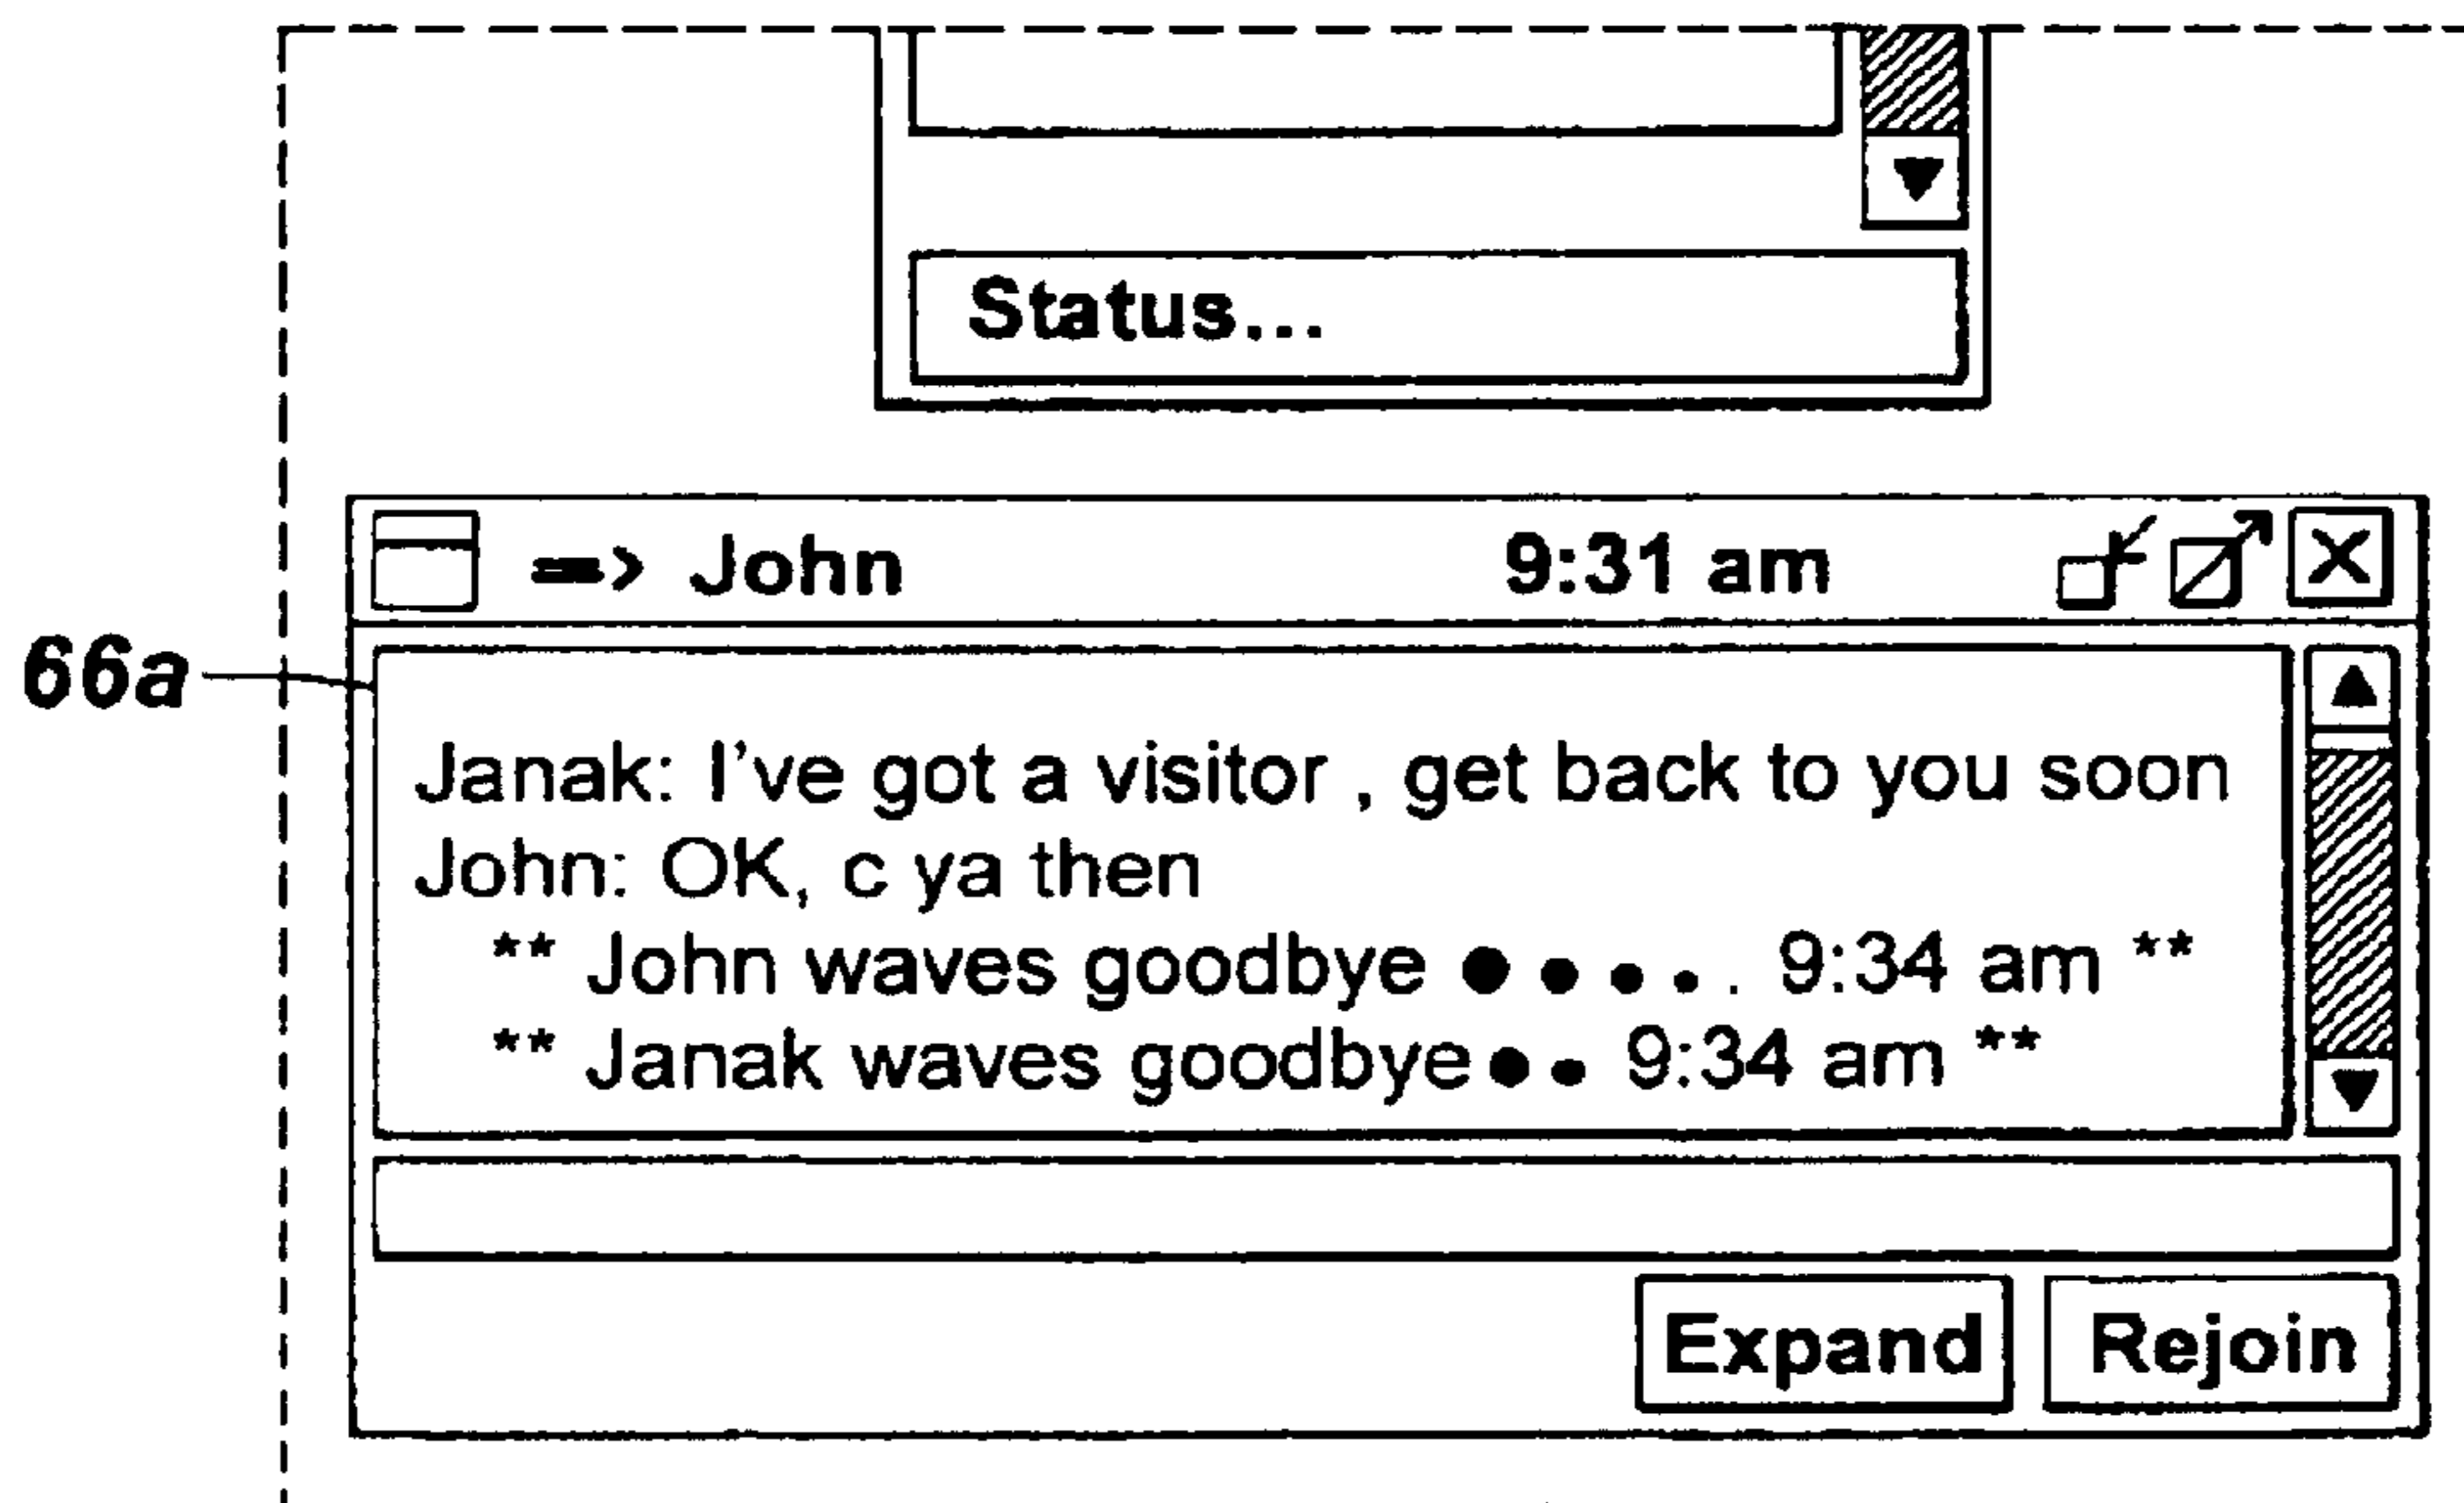 Status...
=> John 9:31 am
66a
Janak: I've got a visitor , get back to you soon
John: OK, c ya then
** John waves goodbye ● ● ● ● . 9:34 am **
** Janak waves goodbye ● ● 9:34 am **
Expand Rejoin